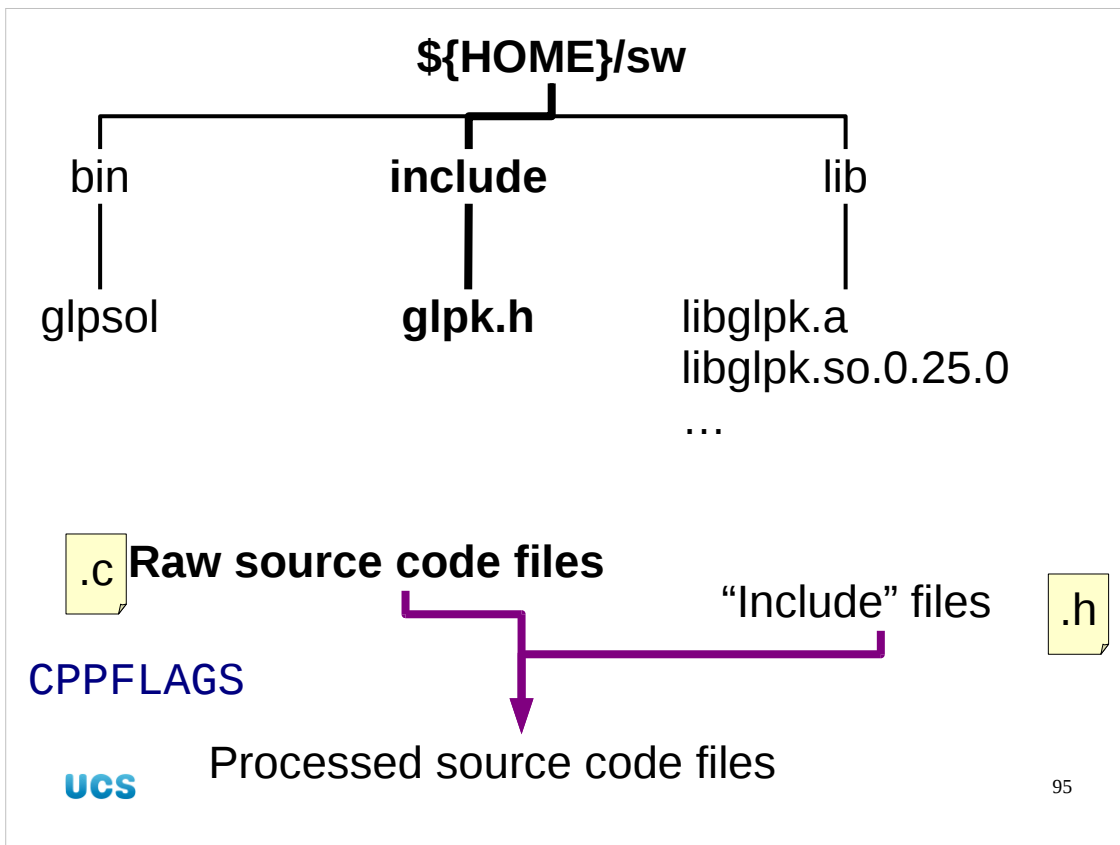 ${HOME}/sw
bin include lib
glpsol glpk.h libglpk.a
libglpk.so.0.25.0
…
.c Raw source code files
“Include” files .h
CPPFLAGS
Processed source code files
UCS 95